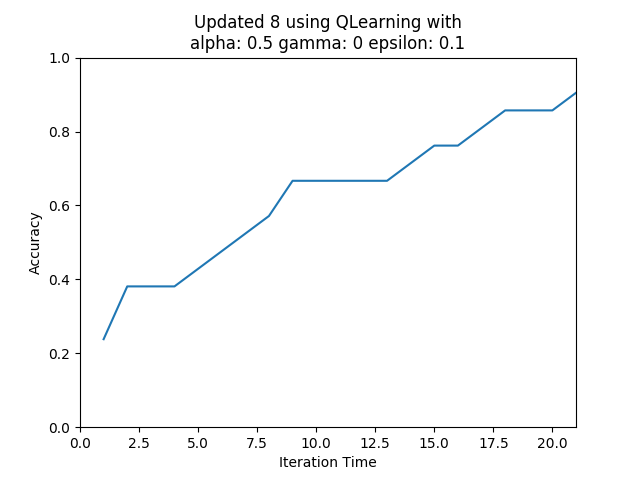 Updated 8 using QLearning with
alpha: 0.5 gamma: 0 epsilon: 0.1
1.0
0.8
0.6
0.4
0.2
0.0
Accuracy
0.0 2.5 5.0 7.5 10.0 12.5 15.0 17.5 20.0
Iteration Time